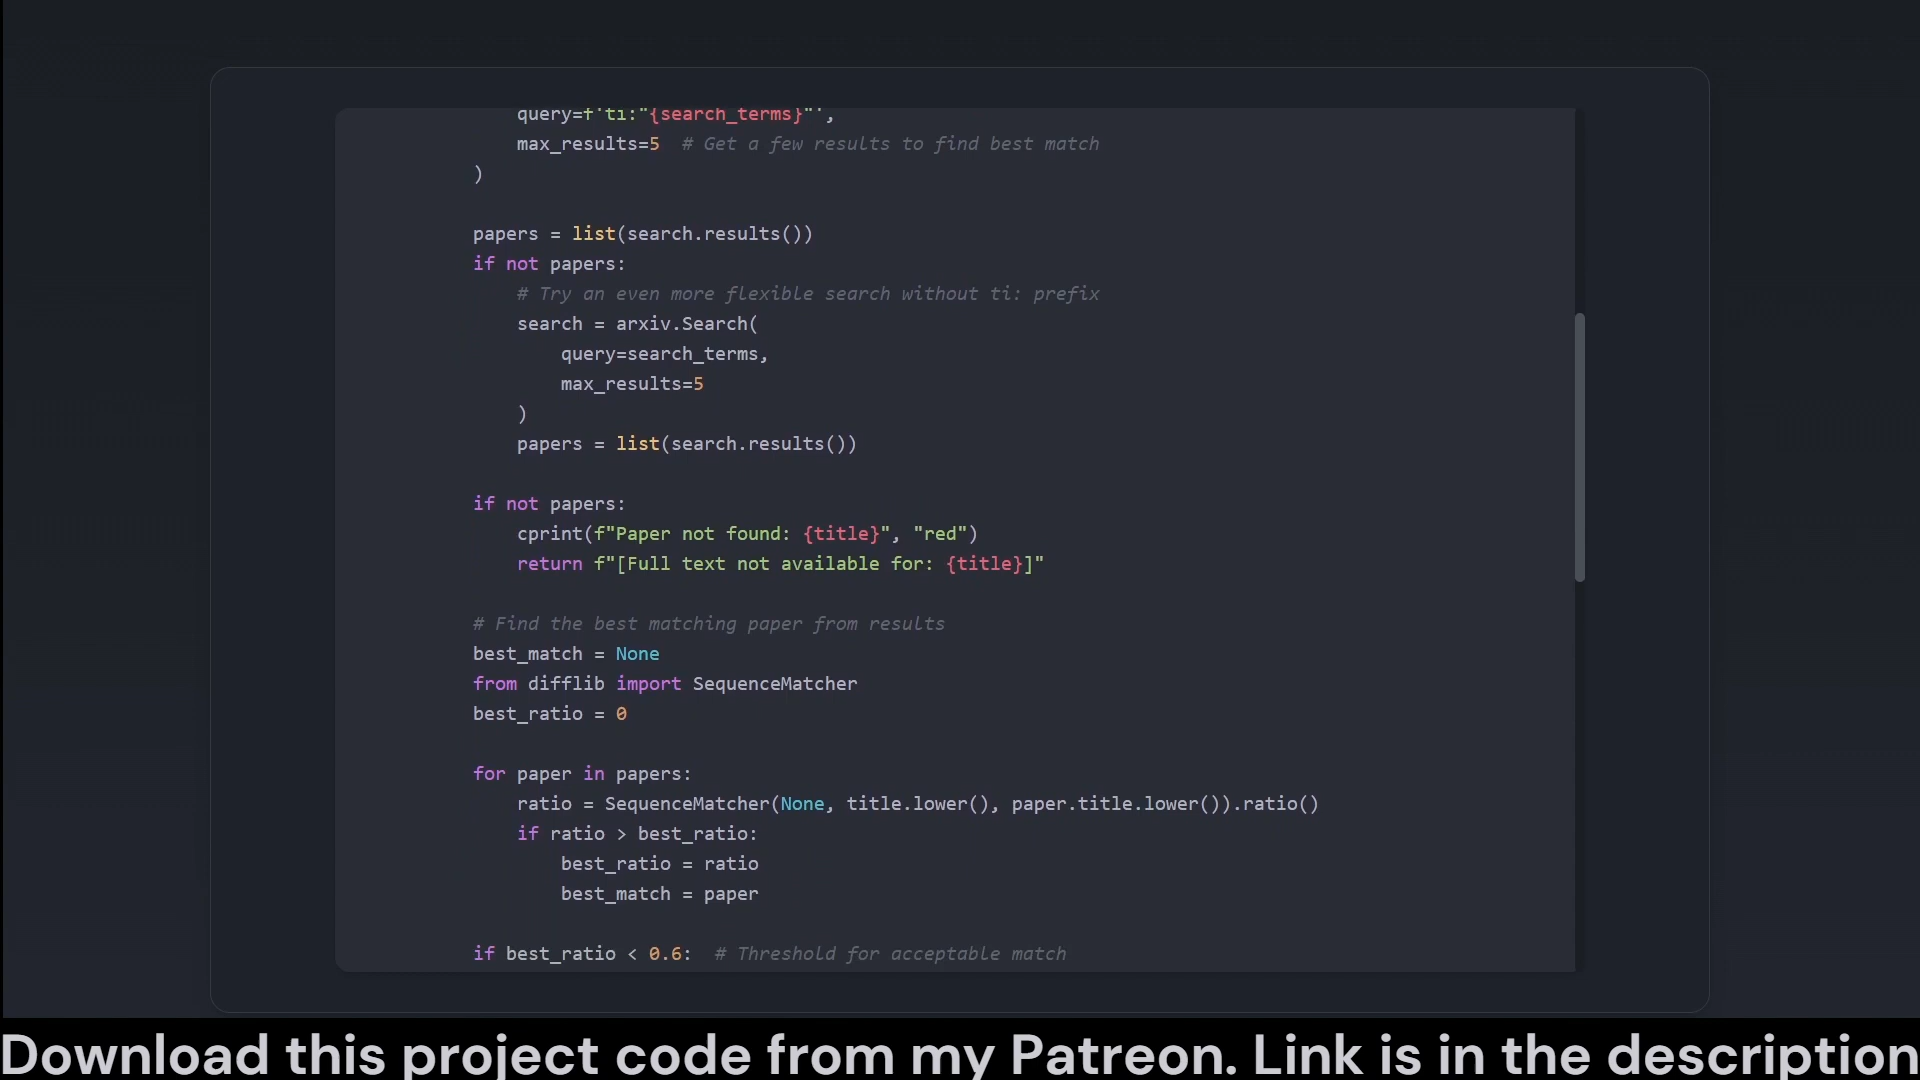 query=f'ti:"{search_terms}"',
max_results=5  # Get a few results to find best match
)
papers = list(search.results())
if not papers:
# Try an even more flexible search without ti: prefix
search = arxiv.Search(
query=search_terms,
max_results=5
)
papers = list(search.results())
if not papers:
cprint(f"Paper not found: {title}", "red")
return f"[Full text not available for: {title}]"
# Find the best matching paper from results
best_match = None
from difflib import SequenceMatcher
best_ratio = 0
for paper in papers:
ratio = SequenceMatcher(None, title.lower(), paper.title.lower()).ratio()
if ratio > best_ratio:
best_ratio = ratio
best_match = paper
if best_ratio < 0.6:  # Threshold for acceptable match
Download this project code from my Patreon. Link is in the description